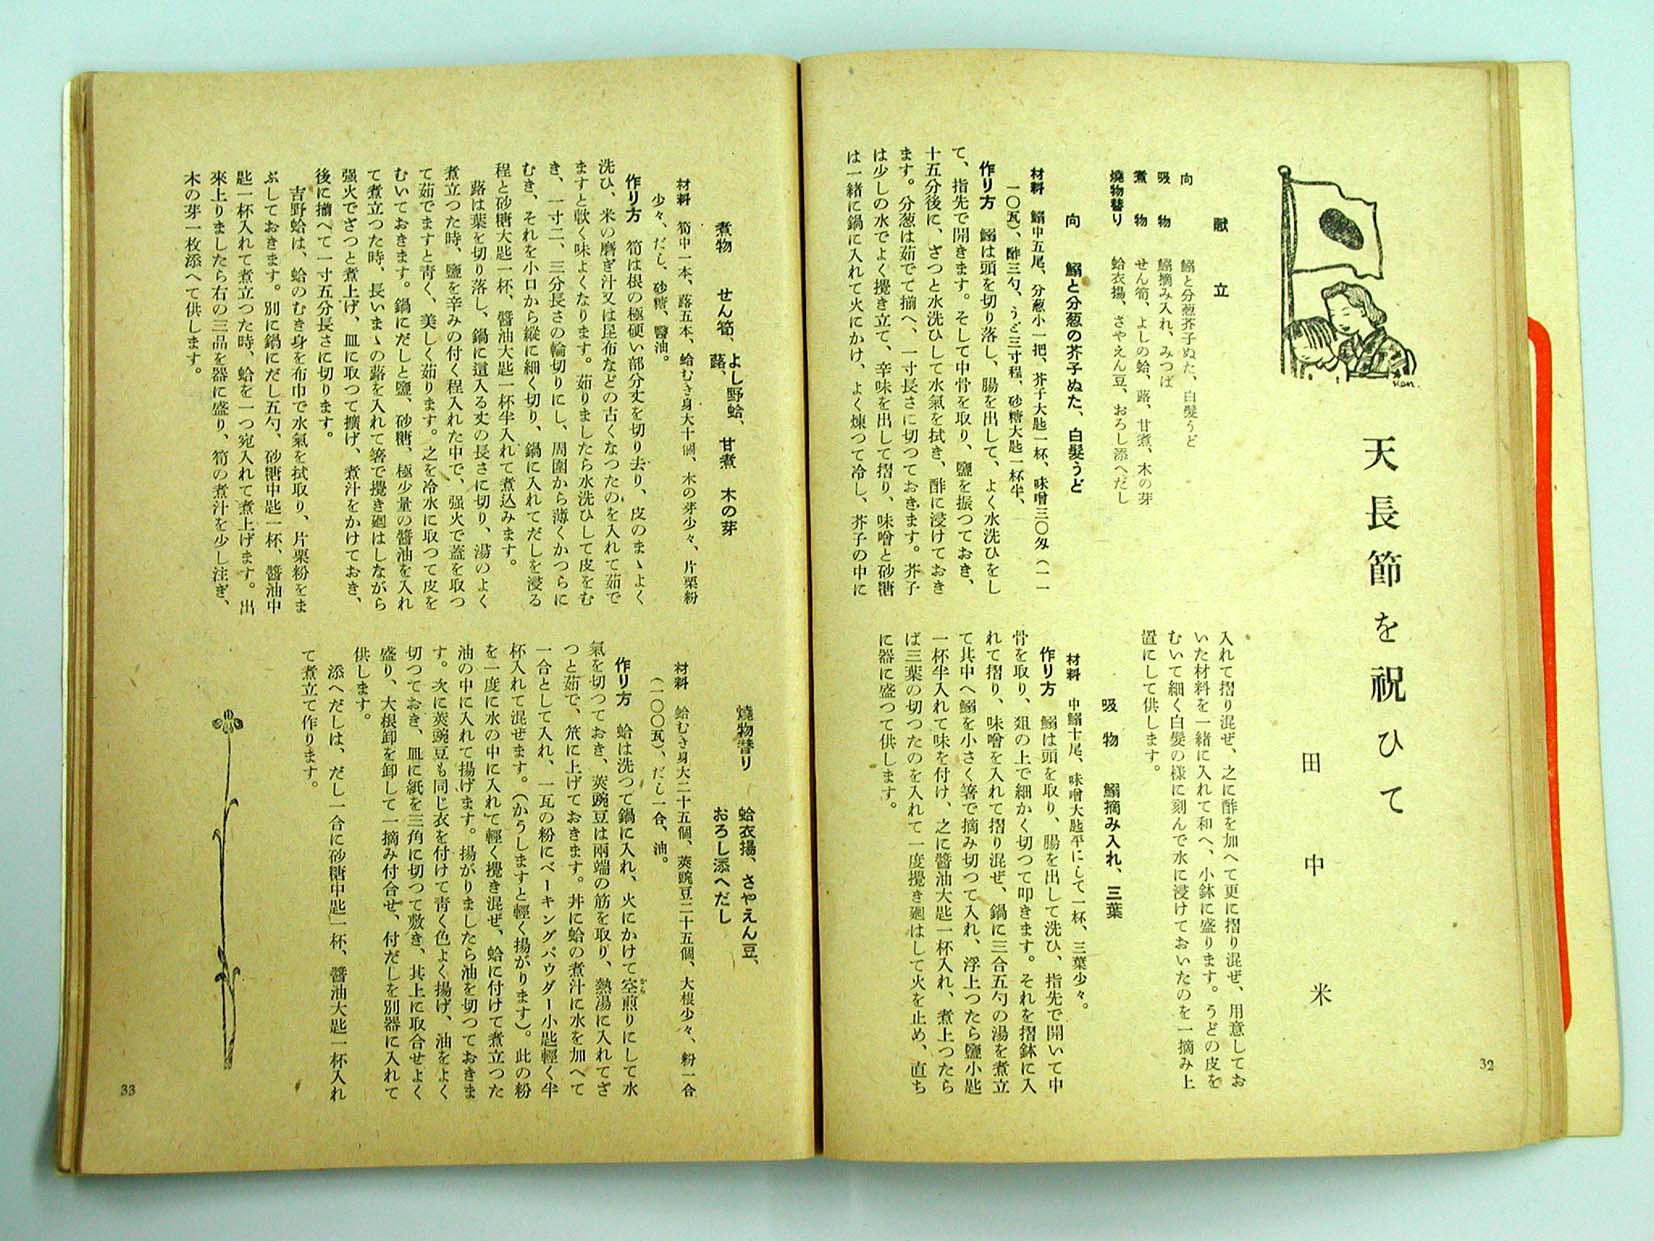 天長節を祝ひて
田中米
献立
向 鰯と分葱芥子ぬた、白髪うど
吸物 鰯摘み入れ、みつば
煮物 せん筍、よしの蛤、蕗、甘煮、木の芽
燒物替り 蛤衣揚、さやえん豆、おろし添へだし
向 鰯と分葱の芥子ぬた、白髪うど
材料 鰯中五尾、分葱小一把、芥子大匙一杯、味噌三〇匁(一一
一〇瓦)、酢三勺、うど三寸程、砂糖大匙一杯半、
作り方 鰯は頭を切り落し、腸を出して、よく水洗ひをし
て、指先で開きます。そして中骨を取り、鹽を振つておき、
十五分後に、ざつと水洗ひして水氣を拭き、酢に浸けておき
ます。分葱は茹でて揃へ、一寸長さに切つておきます。芥子
は少しの水でよく攪き立て、辛味を出して摺り、味噌と砂糖
は一緒に鍋に入れて火にかけ、よく煉つて冷し、芥子の中に
入れて摺り混ぜ、之に酢を加へて更に摺り混ぜ、用意してお
いた材料を一緒に入れて和へ、小鉢に盛ります。うどの皮を
むいて細く白髪の樣に刻んで水に浸けておいたのを一摘み上
置にして供します。
吸物 鰯摘み入れ、三葉
材料 中鰯十尾、味噌大匙平にして一杯、三葉少々。
作り方 鰯は頭を取り、腸を出して洗ひ、指先で開いて中
骨を取り、俎の上で細かく切つて叩きます。それを摺鉢に入
れて摺り、味噌を入れて摺り混ぜ、鍋に三合五勺の湯を煮立
て其中へ鰯を小さく箸で摘み切つて入れ、浮上つたら鹽小匙
一杯半入れて味を付け、之に醬油大匙一杯入れ、煮上つたら
ば三葉の切つたのを入れて一度攪き廻はして火を止め、直ち
に器に盛つて供します。
32
煮物 せん筍、よし野蛤、蕗、甘煮 木の芽
材料 筍中一本、蕗五本、蛤むき身大十個、木の芽少々、片栗粉
少々、だし、砂糖、醬油。
作り方 筍は根の極硬い部分丈を切り去り、皮のまゝよく
洗ひ、米の磨ぎ汁又は昆布などの古くなつたのを入れて茹で
ますと軟く味よくなります。茹りましたら水洗ひして皮をむ
き、一寸二、三分長さの輪切りにし、周圍から薄くかつらに
むき、それを小口から縱に細く切り、鍋に入れてだしを浸る
程と砂糖大匙一杯、醬油大匙一杯半入れて煮込みます。
蕗は葉を切り落し、鍋に這入る丈の長さに切り、湯のよく
煮立つた時、鹽を辛みの付く程入れた中で、强火で蓋を取つ
て茹でますと靑く、美しく茹ります。之を冷水に取つて皮を
むいておきます。鍋にだしと鹽、砂糖、極少量の醬油を入れ
て煮立つた時、長いまゝの蕗を入れて箸で攪き廻はしながら
强火でざつと煮上げ、皿に取つて擴げ、煮汁をかけておき、
後に揃へて一寸五分長さに切ります。
吉野蛤は、蛤のむき身を布巾で水氣を拭取り、片栗粉をま
ぶしておきます。別に鍋にだし五勺、砂糖中匙一杯、醬油中
匙一杯入れて煮立つた時、蛤を一つ宛入れて煮上げます。出
來上りましたら右の三品を器に盛り、筍の煮汁を少し注ぎ、
木の芽一枚添へて供します。
燒物替り 蛤衣揚、さやえん豆、おろし添へだし
材料 蛤むき身大二十五個、莢豌豆二十五個、大根少々、粉一合
(一〇〇瓦)、だし一合、油。
作り方 蛤は洗つて鍋に入れ、火にかけて空煎りにして水
氣を切つておき、莢豌豆は兩端の筋を取り、熱湯に入れてざ
つと茹で、笊に上げておきます。丼に蛤の煮汁に水を加へて
一合として入れ、一瓦の粉にベーキングパウダー小匙輕く半
杯入れて混ぜます。(かうしますと輕く揚がります)。此の粉
を一度に水の中に入れて輕く攪き混ぜ、蛤に付けて煮立つた
油の中に入れて揚げます。揚がりましたら油を切つておきま
す。次に莢豌豆も同じ衣を付けて靑く色よく揚げ、油をよく
切つておき、皿に紙を三角に切つて敷き、其上に取合せよく
盛り、大根卸を卸して一摘み付合せ、付だしを別器に入れて
供します。
添へだしは、だし一合に砂糖中匙一杯、醬油大匙一杯入れ
て煮立て作ります。
33